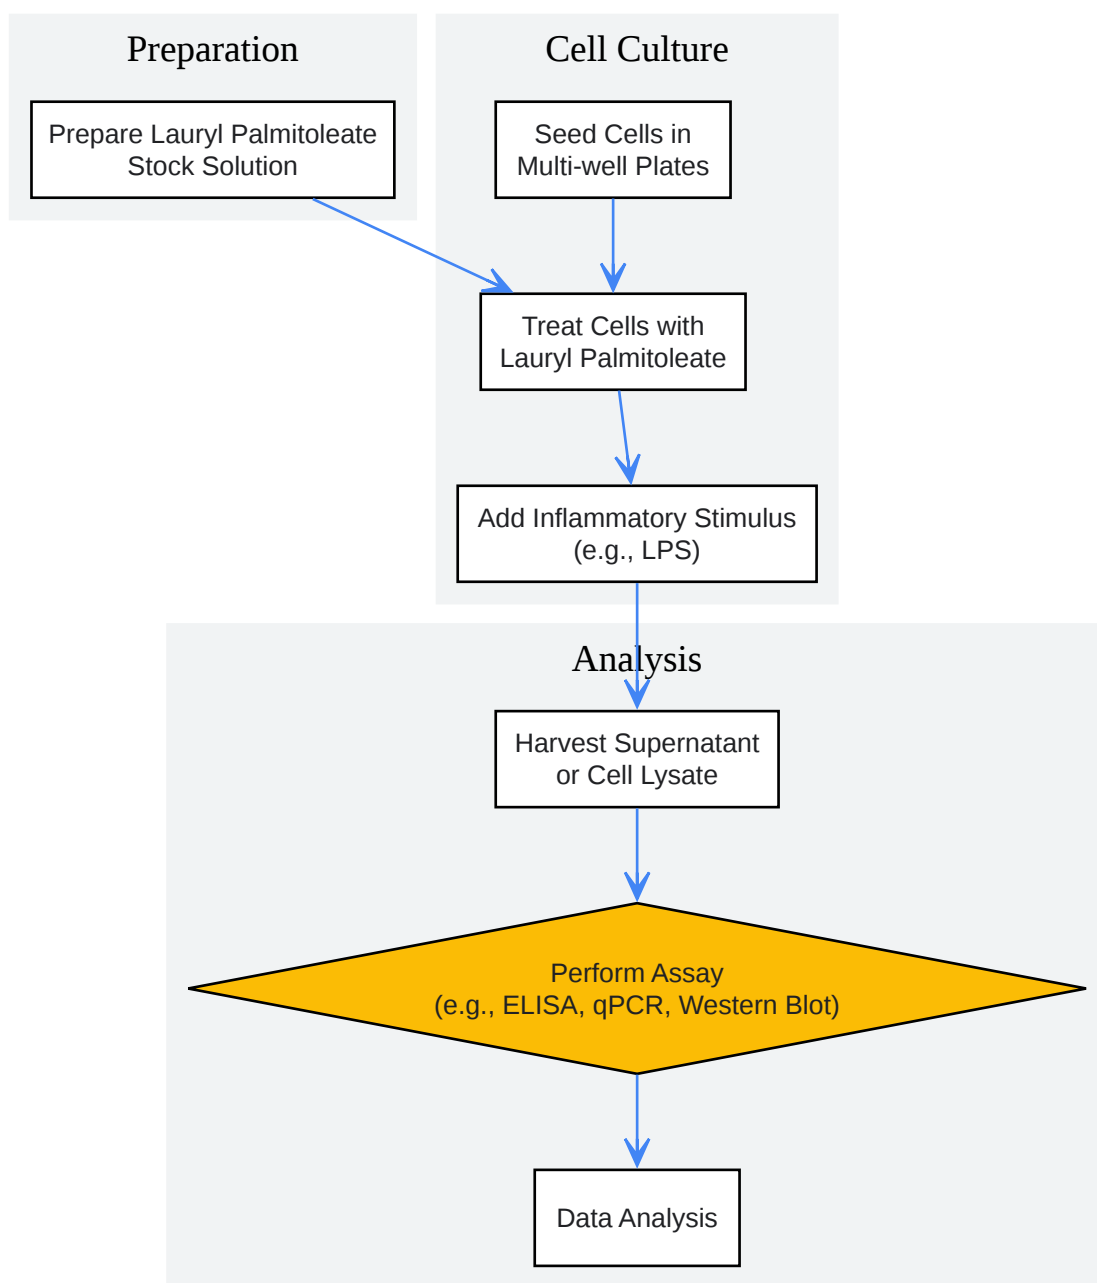 Preparation
Prepare Lauryl Palmitoleate
Stock Solution
Cell Culture
Seed Cells in
Multi-well Plates
Treat Cells with
Lauryl Palmitoleate
Add Inflammatory Stimulus
(e.g., LPS)
Analysis
Harvest Supernatant
or Cell Lysate
Perform Assay
(e.g., ELISA, qPCR, Western Blot)
Data Analysis